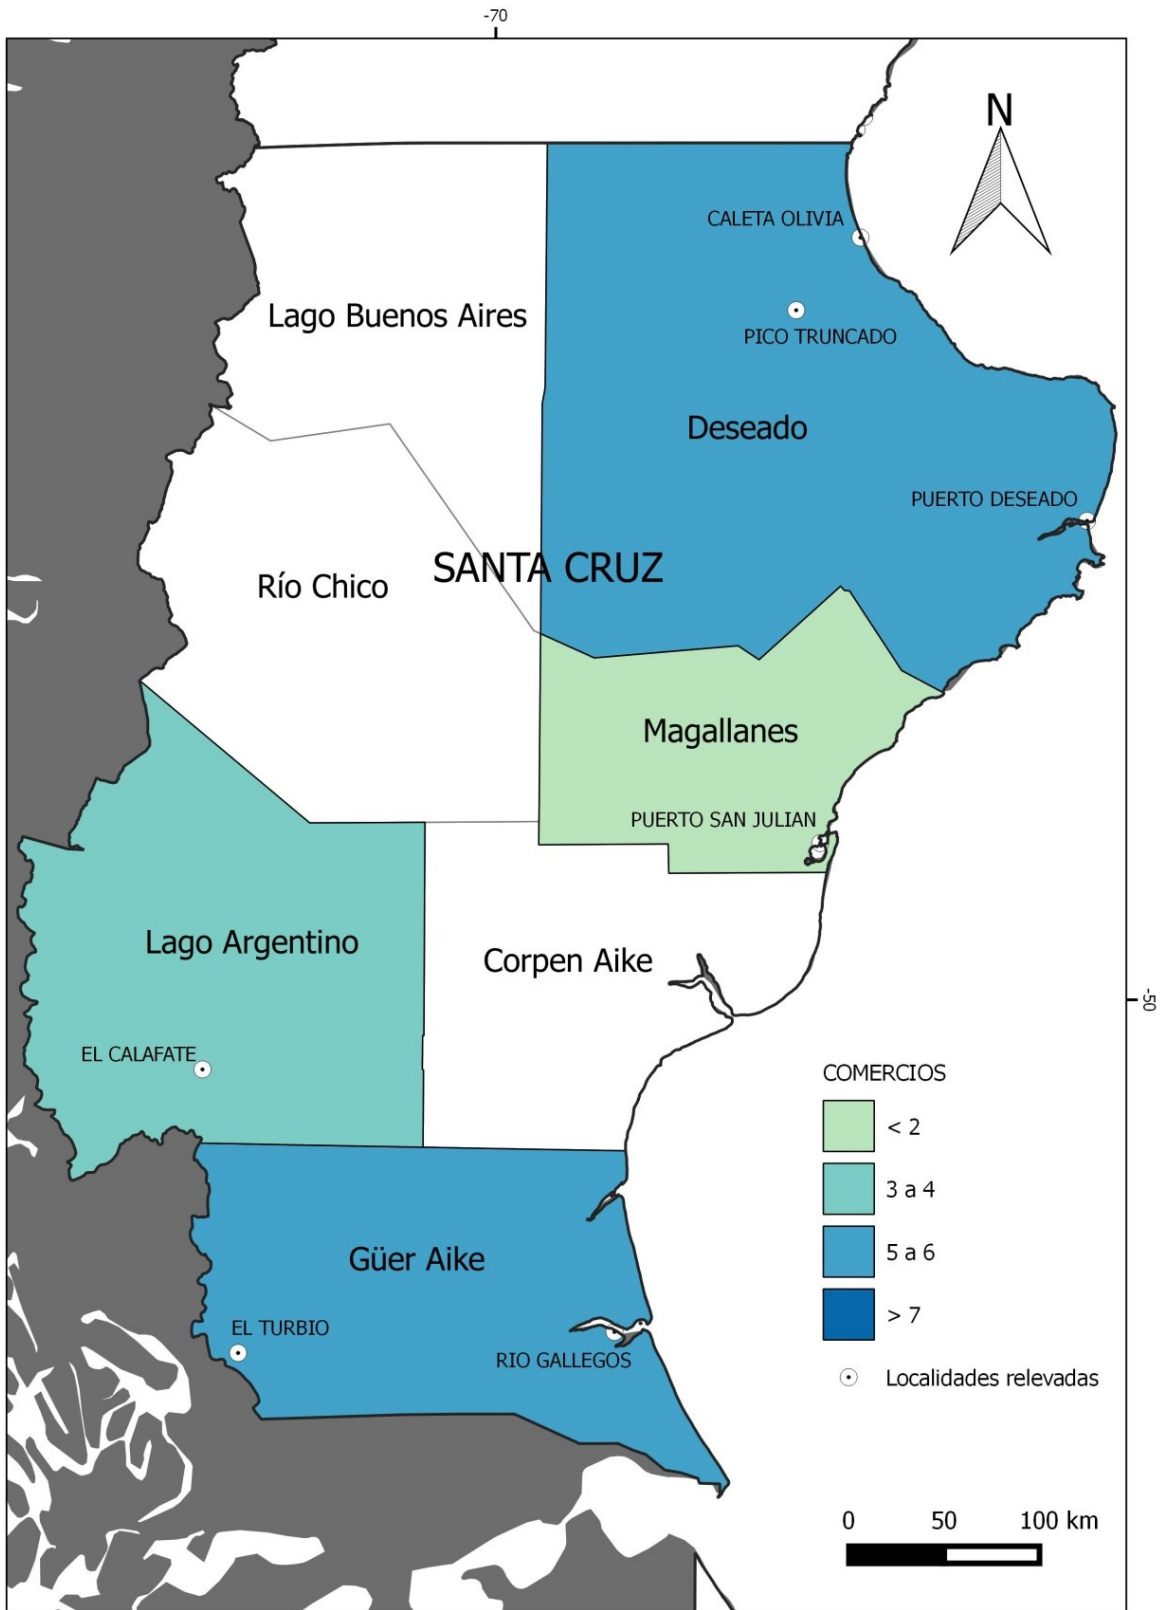 -70
N
CALETA OLIVIA
Lago Buenos Aires
PICO TRUNCADO
Deseado
PUERTO DESEADO
SANTA CRUZ
Río Chico
Magallanes
PUERTO SAN JULIAN
Lago Argentino
Corpen Aike
-50
EL CALAFATE
COMERCIOS
< 2
3 a 4
5 a 6
> 7
Güer Aike
EL TURBIO
RIO GALLEGOS
Localidades relevadas
0 50 100 km